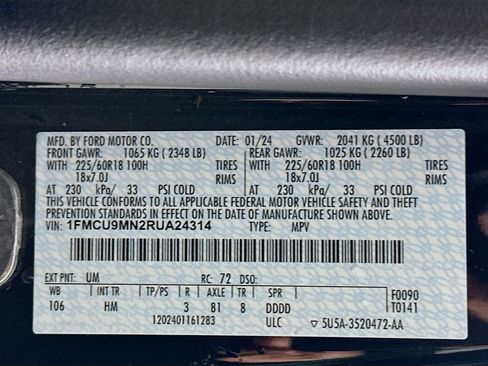 MFD. BY FORD MOTOR CO. DATE: 01/24 GVWR: 2041 KG (4500 LB)
FRONT GAWR: 1065 KG (2348 LB) REAR GAWR: 1025 KG (2260 LB)
225/60R18 100H TIRES 225/60R18 100H TIRES
18x7.0J RIMS 18x7.0J RIMS
AT 230 kPa/ 33 PSI COLD AT 230 kPa/ 33 PSI COLD
THIS VEHICLE CONFORMS TO ALL APPLICABLE FEDERAL MOTOR VEHICLE SAFETY AND THEFT PREVENTION
STANDARDS IN EFFECT ON THE DATE OF MANUFACTURE SHOWN ABOVE.
VIN: 1FMCU9MN2RUA24314 TYPE: MPV
EXT PNT: UM RC: 72 DSO:
WB INT TR TP/PS R AXLE TR SPR F0090
106 HM 3 81 8 DDDD T0141
1202401161283 ULC 5U5A-3520472-AA